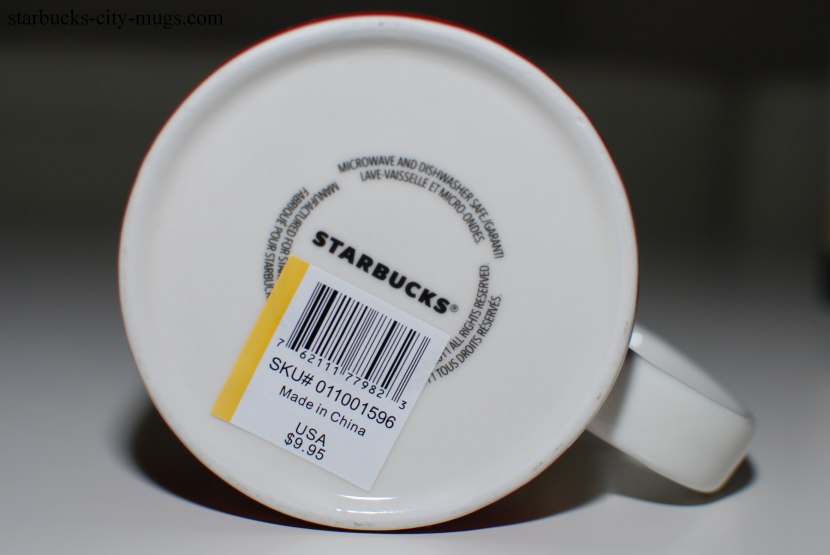 starbucks-city-mugs.com
MICROWAVE AND DISHWASHER SAFE/GARANTI
LAVE-VAISSELLE ET MICRO-ONDES
MANUFACTURED FOR
FABRIQUÉ POUR
STARBUCKS®
ALL RIGHTS RESERVED
TOUS DROITS RÉSERVÉS
7 62111 77982 3
SKU# 011001596
Made in China
USA
$9.95